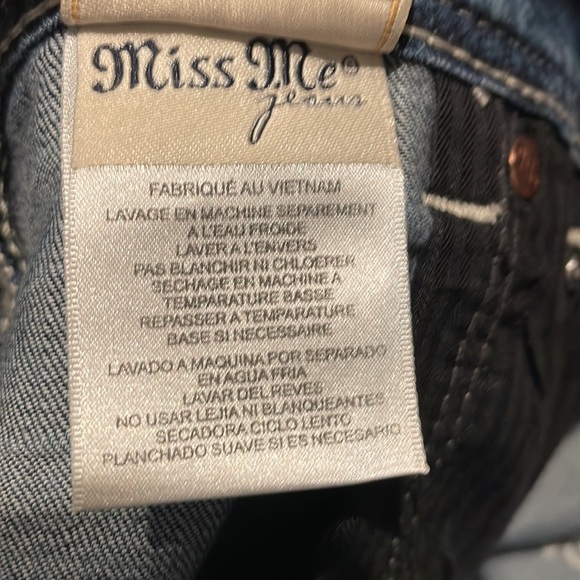 Miss Me®
jeans
FABRIQUÉ AU VIETNAM
LAVAGE EN MACHINE SEPAREMENT
A L'EAU FROIDE
LAVER A L'ENVERS
PAS BLANCHIR NI CHLOERER
SECHAGE EN MACHINE A
TEMPARATURE BASSE
REPASSER A TEMPARATURE
BASE SI NECESSAIRE
LAVADO A MAQUINA POR SEPARADO
EN AGUA FRIA
LAVAR DEL REVES
NO USAR LEJIA NI BLANQUEANTES
SECADORA CICLO LENTO
PLANCHADO SUAVE SI ES NECESARIO